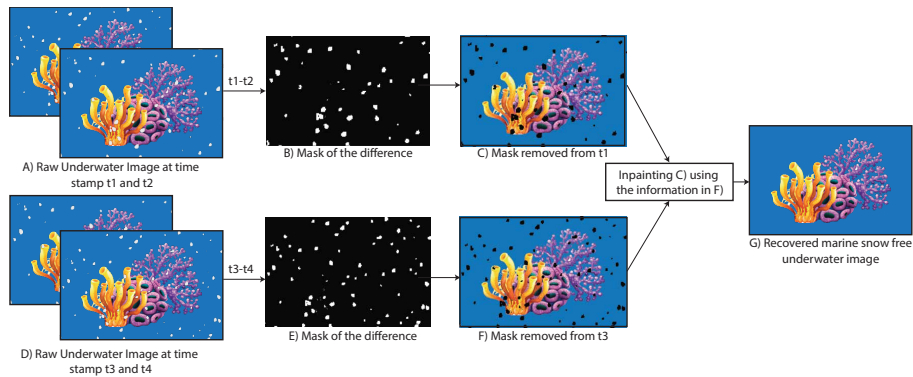 t1-t2
A) Raw Underwater Image at time
stamp t1 and t2
B) Mask of the difference
C) Mask removed from t1
Inpainting C) using
the information in F)
G) Recovered marine snow free
underwater image
t3-t4
D) Raw Underwater Image at time
stamp t3 and t4
E) Mask of the difference
F) Mask removed from t3